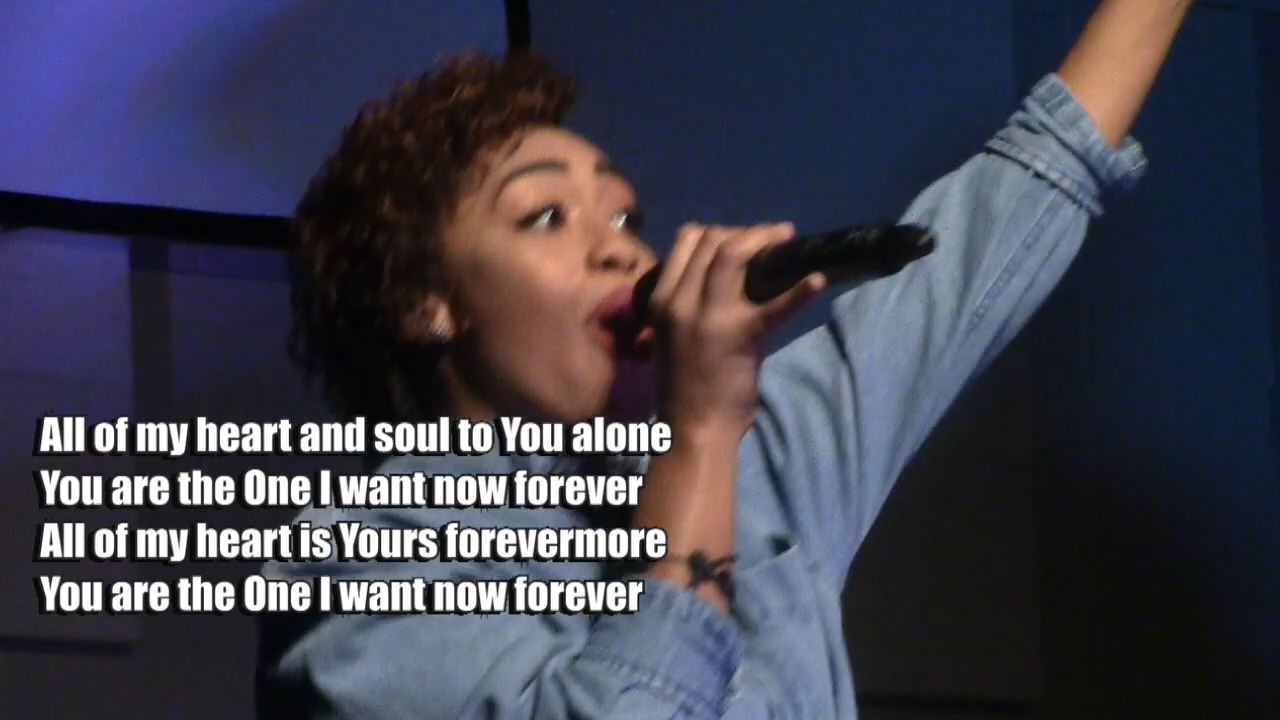 All of my heart and soul to You alone
You are the One I want now forever
All of my heart is Yours forevermore
You are the One I want now forever